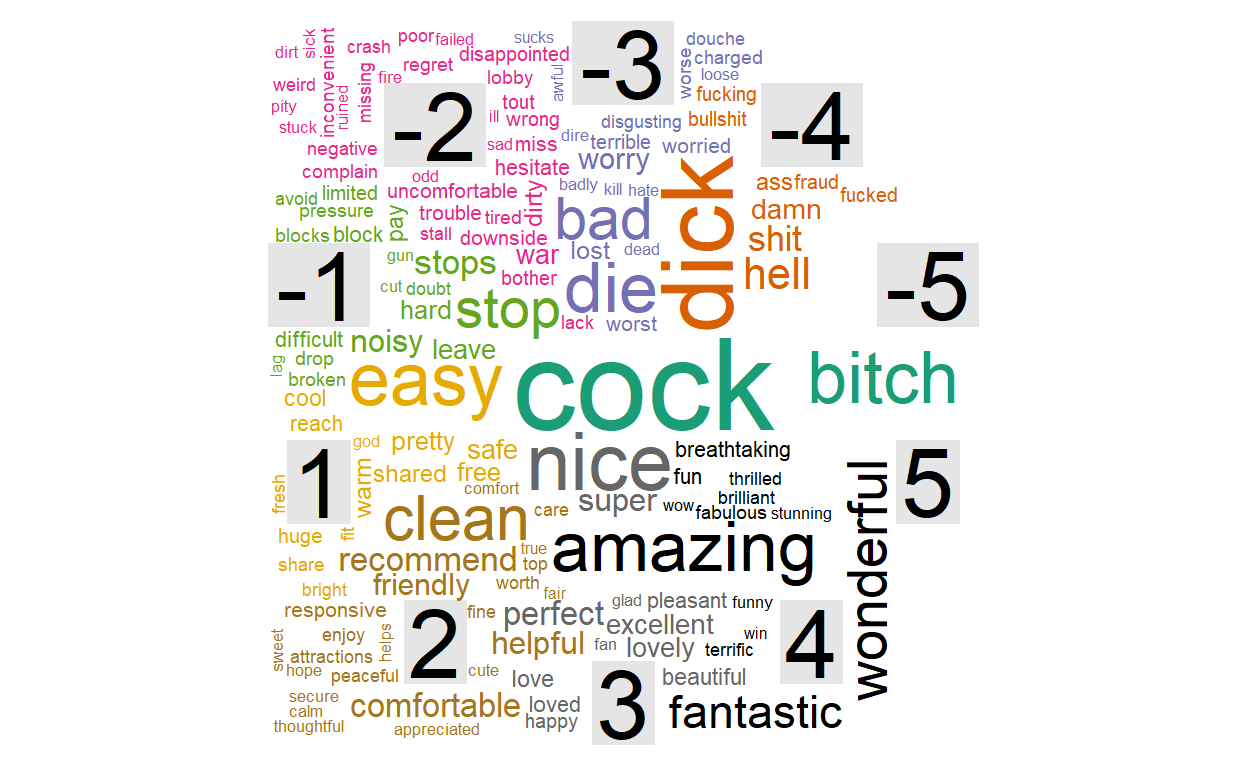 sucks
poor failed
dirt sick inconvenient crash disappointed -3 douche
worse charged
regret lobby awful loose
weird missing fire fucking
pity ruined -2 tout -4
stuck ill wrong disgusting bullshit
negative sad miss dire terrible worried
complain hesitate worry
odd badly kill hate dick ass fraud
avoid limited uncomfortable dirty fucked
pressure pay trouble tired bad damn
blocks block stall downside shit
gun stops war lost dead
-1 bother die hell -5
cut doubt
hard stop lack worst
difficult noisy leave
lag drop
broken easy cock bitch
cool
reach
god pretty safe nice breathtaking
1 warm shared free fun thrilled wonderful 5
fresh comfort super brilliant
clean care wow fabulous stunning
huge fit
share recommend true amazing
top
bright friendly worth
fair
responsive 2 fine perfect glad pleasant funny 4
enjoy excellent win
sweet attractions helps helpful fan lovely terrific
hope peaceful cute love 3 beautiful
secure comfortable loved fantastic
calm
thoughtful appreciated happy